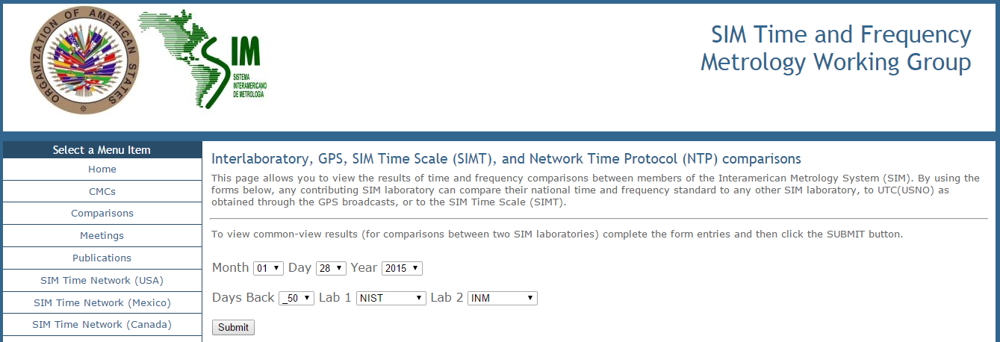 ORGANIZATION OF AMERICAN STATES
SIM
SISTEMA
INTERAMERICANO
DE METROLOGIA
SIM Time and Frequency
Metrology Working Group
Select a Menu Item
Home
CMCs
Comparisons
Meetings
Publications
SIM Time Network (USA)
SIM Time Network (Mexico)
SIM Time Network (Canada)
Interlaboratory, GPS, SIM Time Scale (SIMT), and Network Time Protocol (NTP) comparisons
This page allows you to view the results of time and frequency comparisons between members of the Interamerican Metrology System (SIM). By using the
forms below, any contributing SIM laboratory can compare their national time and frequency standard to any other SIM laboratory, to UTC(USNO) as
obtained through the GPS broadcasts, or to the SIM Time Scale (SIMT).
To view common-view results (for comparisons between two SIM laboratories) complete the form entries and then click the SUBMIT button.
Month 01 Day 28 Year 2015
Days Back _50 Lab 1 NIST Lab 2 INM
Submit